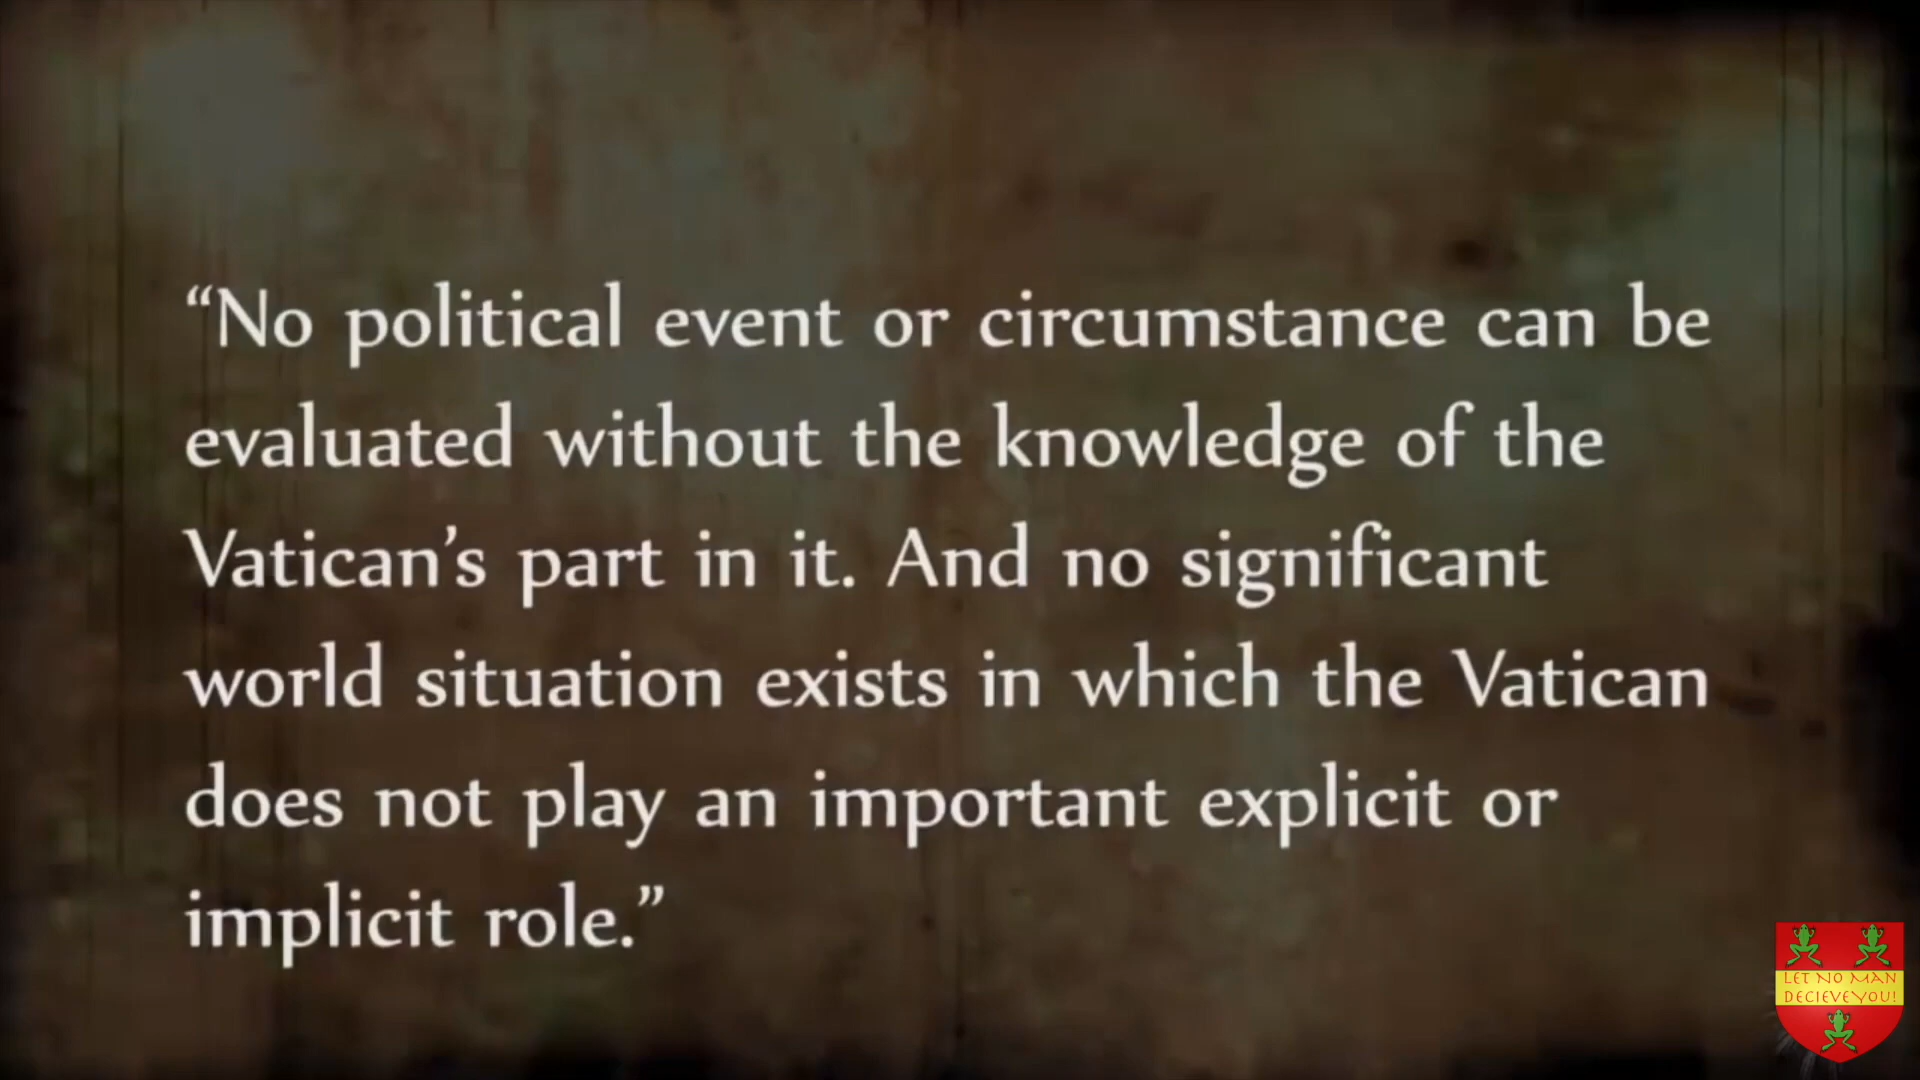 “No political event or circumstance can be
evaluated without the knowledge of the
Vatican’s part in it. And no significant
world situation exists in which the Vatican
does not play an important explicit or
implicit role.”
LET NO MAN
DECIEVE YOU!